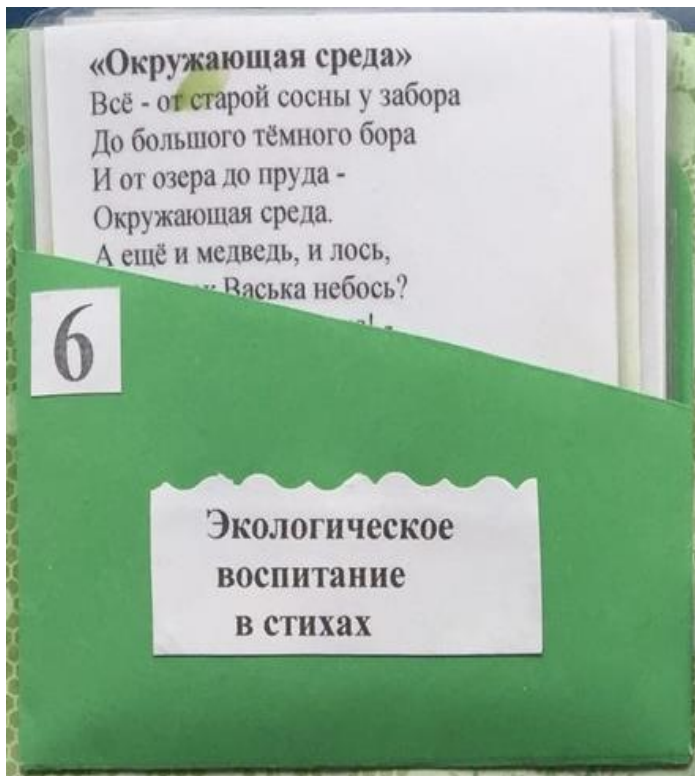 «Окружающая среда»
Всё - от старой сосны у забора
До большого тёмного бора
И от озера до пруда -
Окружающая среда.
А ещё и медведь, и лось,
Васька небось?
6
Экологическое
воспитание
в стихах